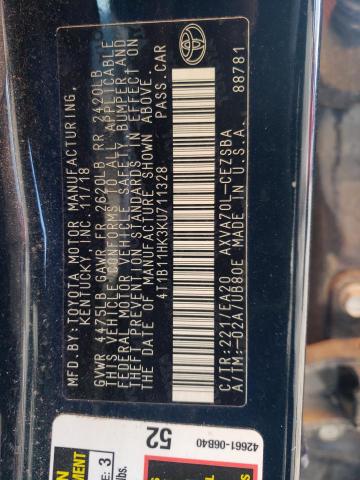 MFD. BY: TOYOTA MOTOR MANUFACTURING,
KENTUCKY, INC. 11/18
GVWR 4475LB GAWR FR 2620LB RR 2420LB
THIS VEHICLE CONFORMS TO ALL APPLICABLE
FEDERAL MOTOR VEHICLE SAFETY, BUMPER, AND
THEFT PREVENTION STANDARDS IN EFFECT ON
THE DATE OF MANUFACTURE SHOWN ABOVE.
4T1B11HK3KU711328 PASS. CAR
C/TR:221/FA20 AXVA70L-CEZSBA
A/TM:-02A/UB80E MADE IN U.S.A. 88781
42661-06B40
52